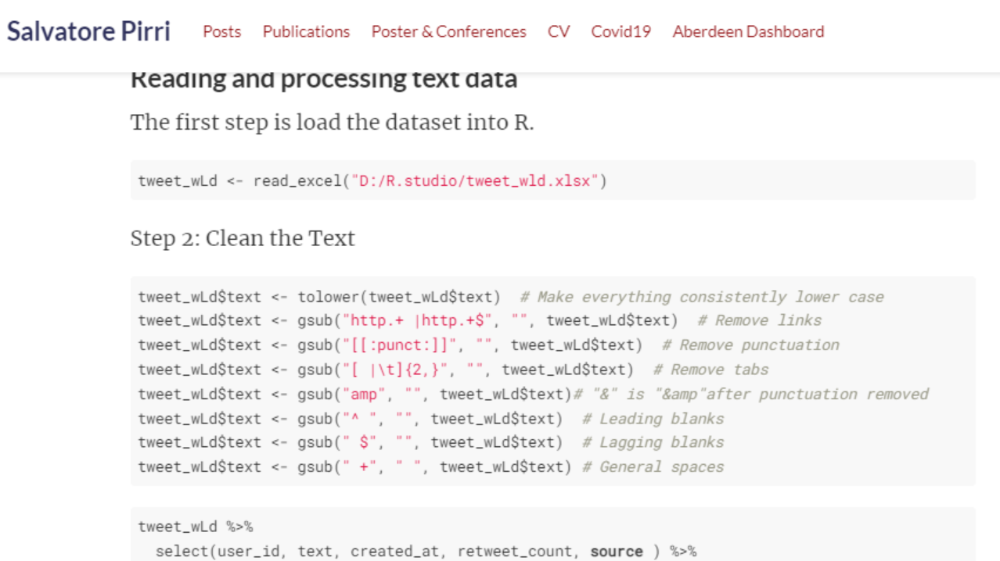 Salvatore Pirri Posts Publications Poster & Conferences CV Covid19 Aberdeen Dashboard
Reading and processing text data
The first step is load the dataset into R.
tweet_wLd <- read_excel("D:/R.studio/tweet_wld.xlsx")
Step 2: Clean the Text
tweet_wLd$text <- tolower(tweet_wLd$text)  # Make everything consistently lower case
tweet_wLd$text <- gsub("http.+ |http.+$", "", tweet_wLd$text)  # Remove links
tweet_wLd$text <- gsub("[[:punct:]]", "", tweet_wLd$text)  # Remove punctuation
tweet_wLd$text <- gsub("[ |\t]{2,}", "", tweet_wLd$text)  # Remove tabs
tweet_wLd$text <- gsub("amp", "", tweet_wLd$text)# "&" is "&amp"after punctuation removed
tweet_wLd$text <- gsub("^ ", "", tweet_wLd$text)  # Leading blanks
tweet_wLd$text <- gsub(" $", "", tweet_wLd$text)  # Lagging blanks
tweet_wLd$text <- gsub(" +", " ", tweet_wLd$text) # General spaces
tweet_wLd %>%
  select(user_id, text, created_at, retweet_count, source ) %>%